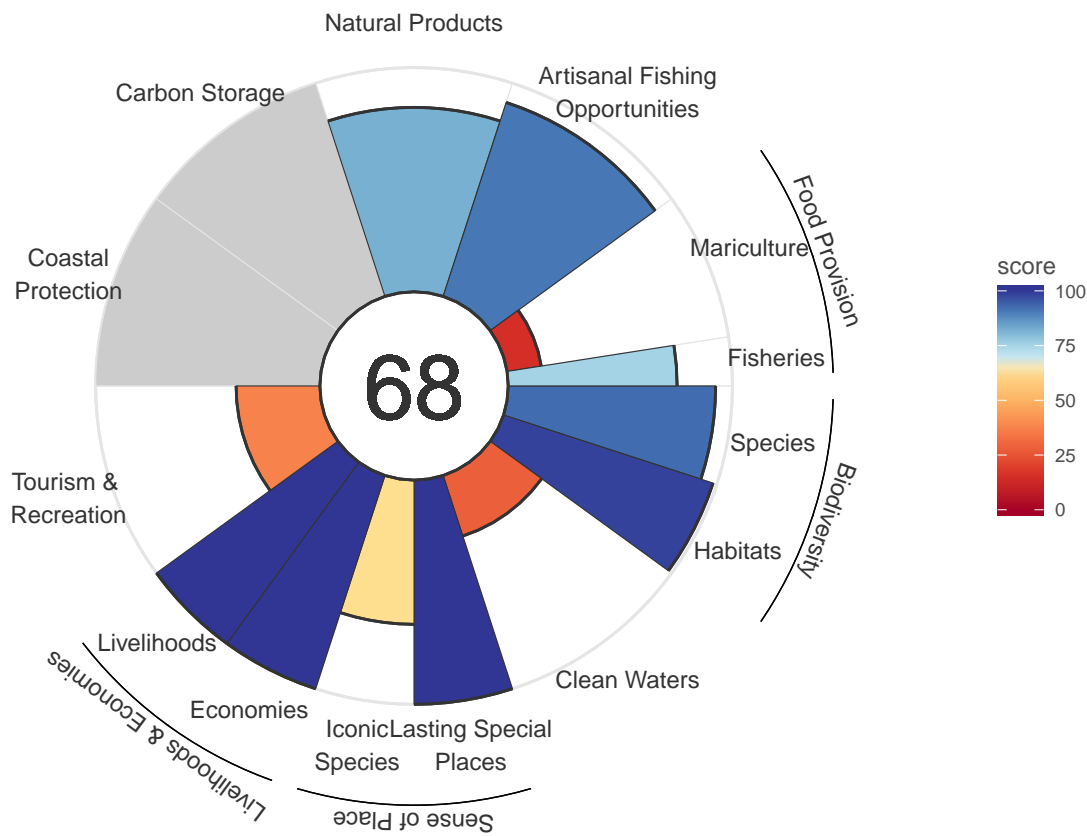 Natural Products
Artisanal Fishing
Opportunities
Carbon Storage
Food Provision
Mariculture
Coastal
Protection
Fisheries
score
100
75
50
25
0
68
Species
Biodiversity
Habitats
Tourism &
Recreation
Clean Waters
Livelihoods
Economies
Livelihoods & Economies
Iconic
Species
Lasting Special
Places
Sense of Place